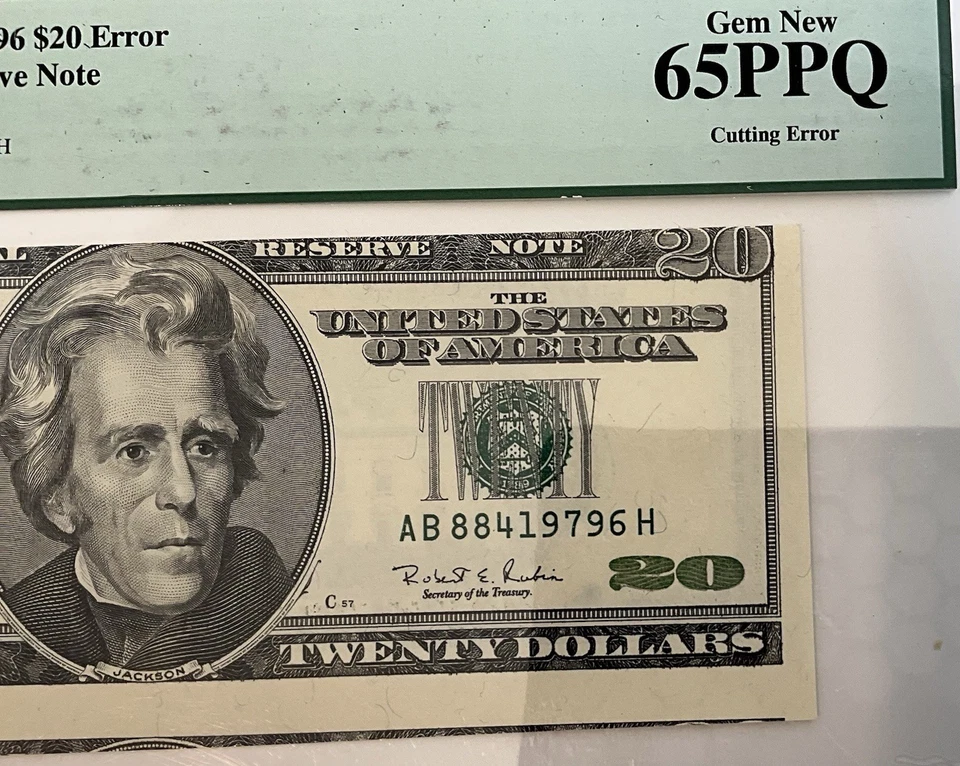 96 $20 Error
ve Note
H
Gem New
65PPQ
Cutting Error
L RESERVE NOTE 20
THE
UNITED STATES
OF AMERICA
TWENTY
1789
AB 88419796 H
Robert E. Rubin
Secretary of the Treasury.
20
C 57
JACKSON
TWENTY DOLLARS